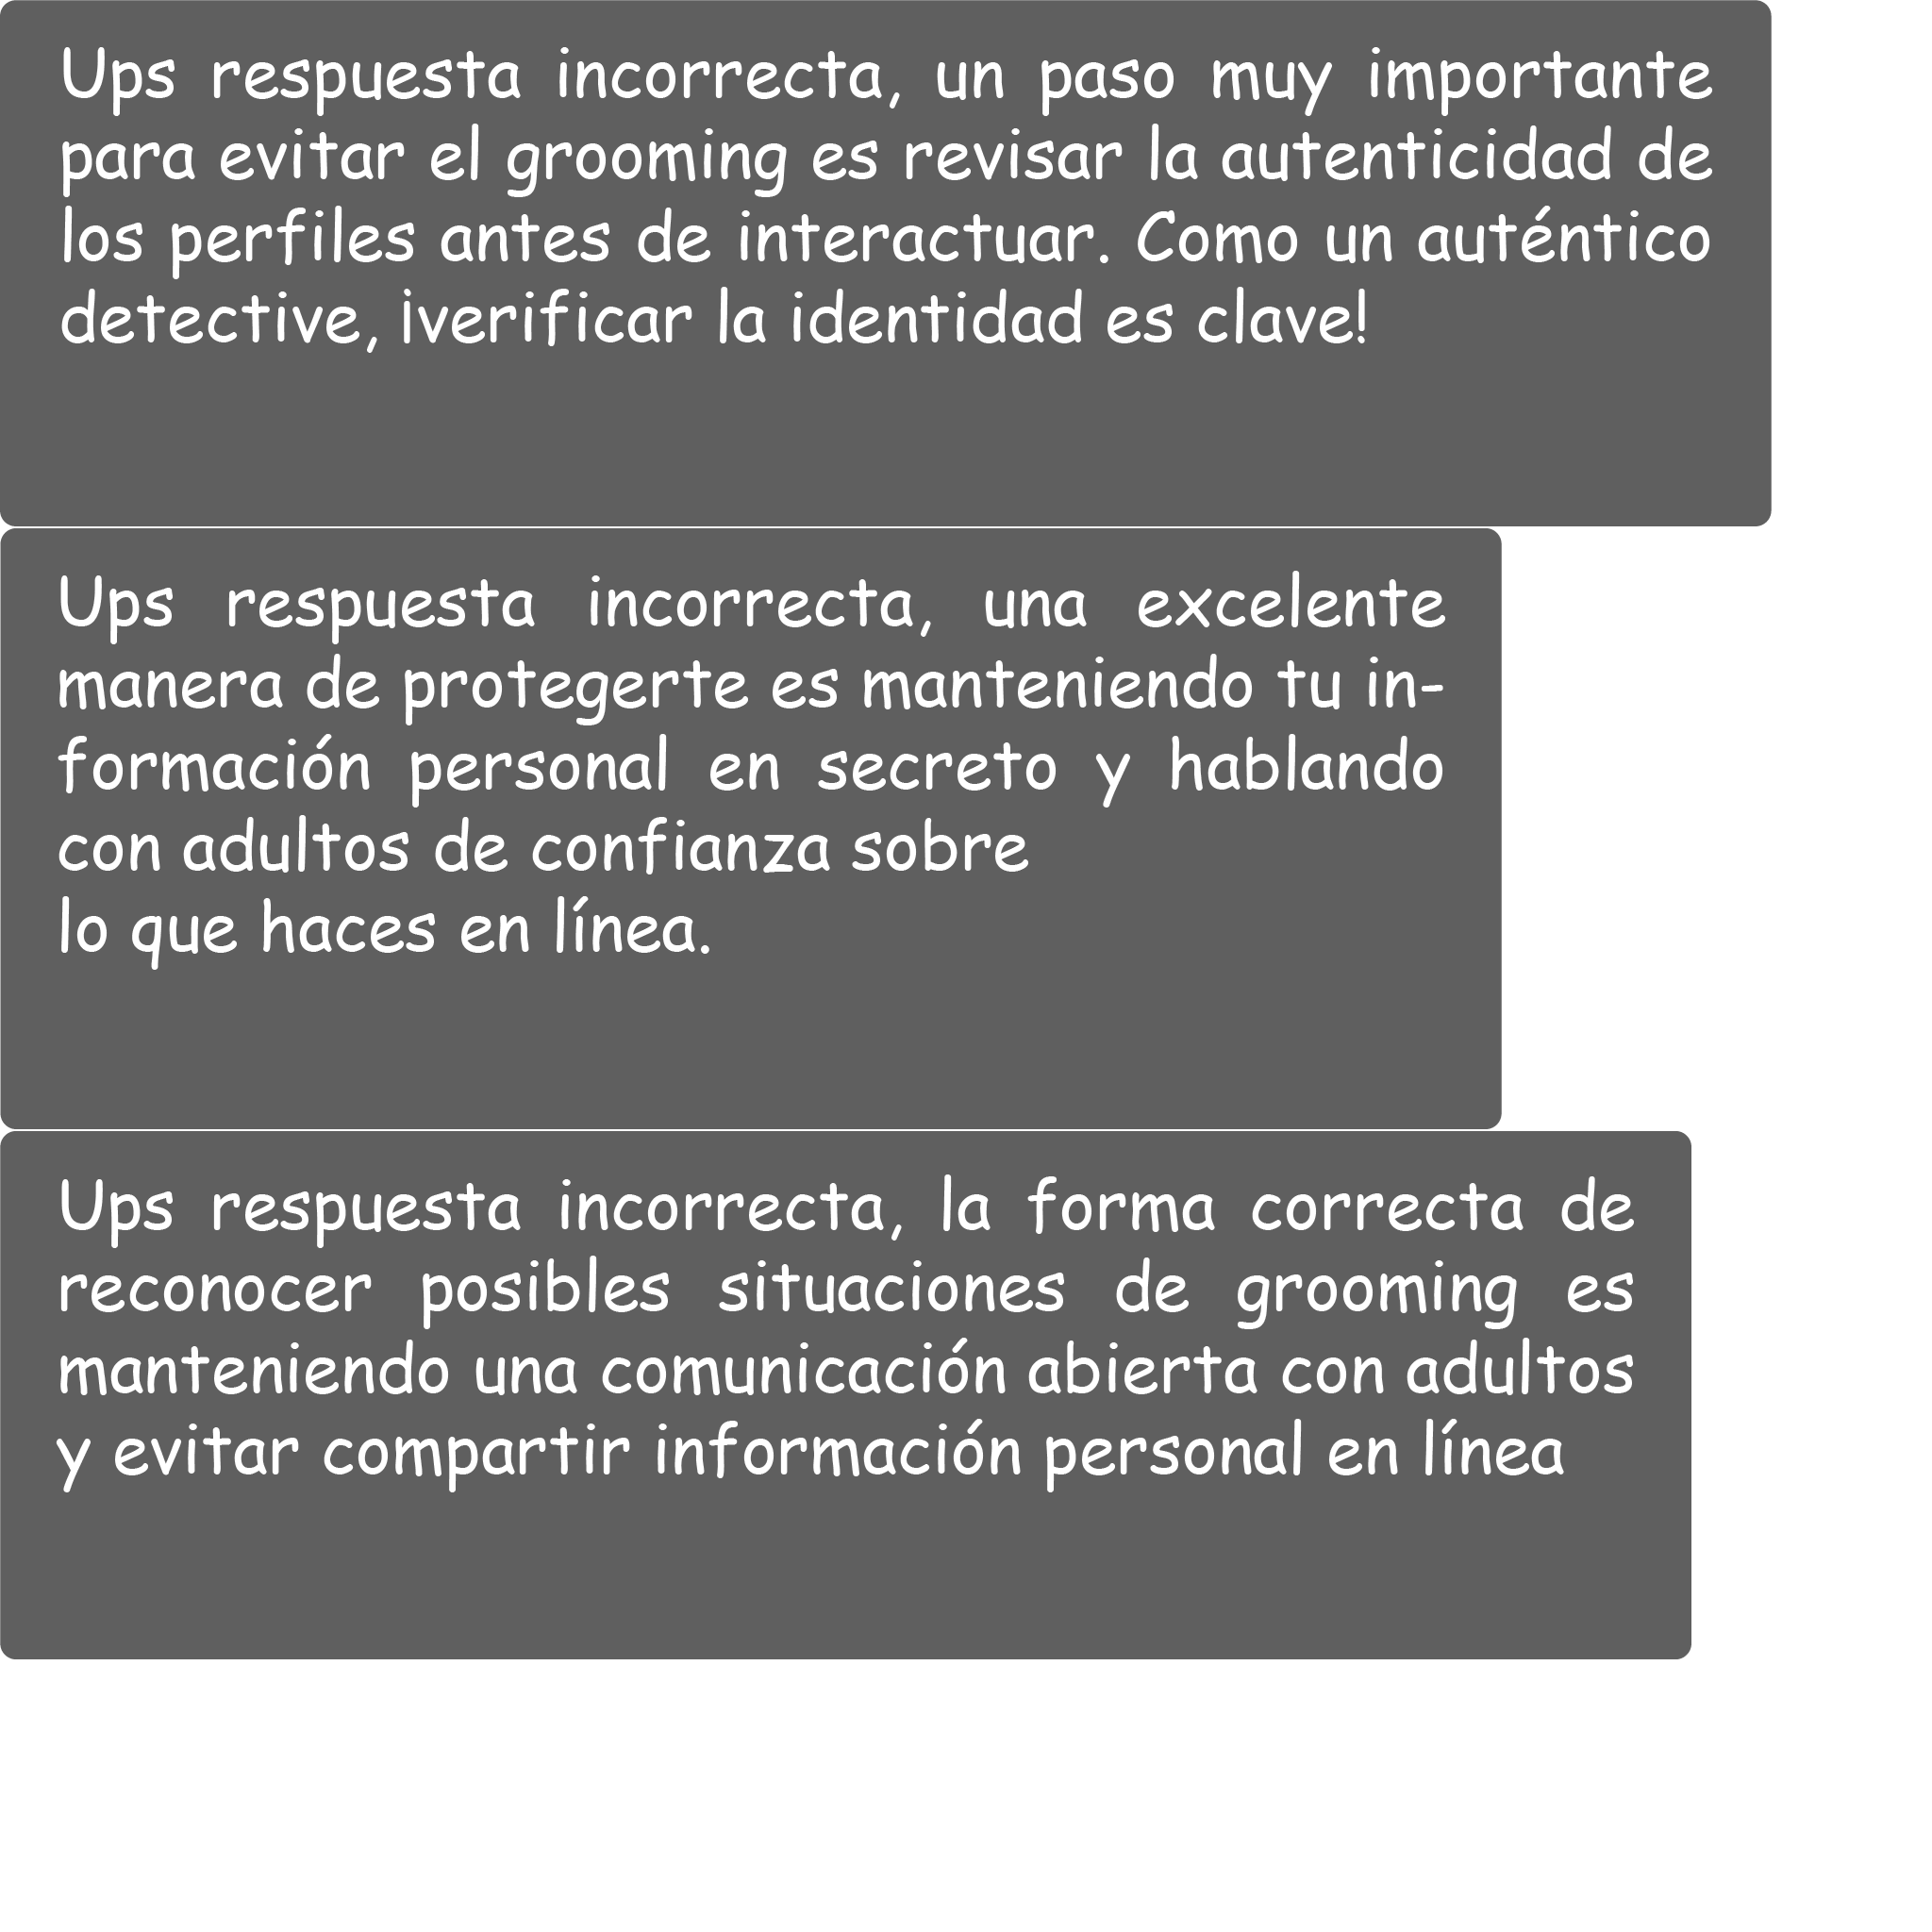 Ups respuesta incorrecta, un paso muy importante
para evitar el grooming es revisar la autenticidad de
los perfiles antes de interactuar. Como un auténtico
detective, ¡verificar la identidad es clave!
Ups respuesta incorrecta, una excelente
manera de protegerte es manteniendo tu in-
formación personal en secreto y hablando
con adultos de confianza sobre
lo que haces en línea.
Ups respuesta incorrecta, la forma correcta de
reconocer posibles situaciones de grooming es
manteniendo una comunicación abierta con adultos
y evitar compartir información personal en línea